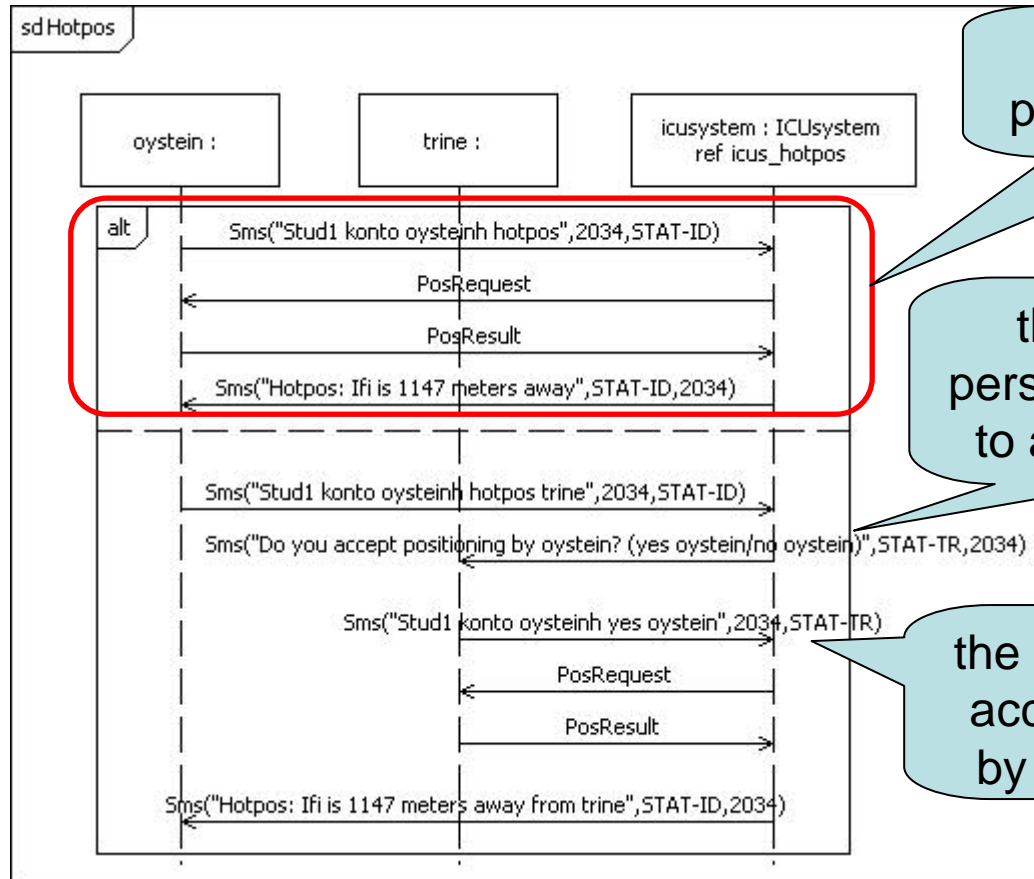 sd Hotpos
oystein :
trine :
icusystem : ICUsystem
ref icus_hotpos
alt
Sms("Stud1 konto oysteinh hotpos",2034,STAT-ID)
PosRequest
PosResult
Sms("Hotpos: Ifi is 1147 meters away",STAT-ID,2034)
Sms("Stud1 konto oysteinh hotpos trine",2034,STAT-ID)
Sms("Do you accept positioning by oystein? (yes oystein/no oystein)",STAT-TR,2034)
Sms("Stud1 konto oysteinh yes oystein",2034,STAT-TR)
PosRequest
PosResult
Sms("Hotpos: Ifi is 1147 meters away from trine",STAT-ID,2034)
to
the
by